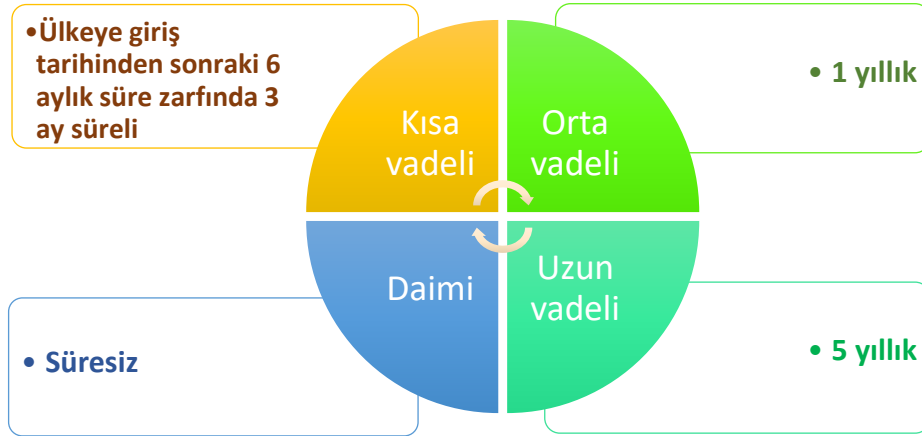 •Ülkeye giriş
tarihinden sonraki 6
aylık süre zarfında 3
ay süreli
Kısa
vadeli
Orta
vadeli
• 1 yıllık
Daimi
Uzun
vadeli
• Süresiz
• 5 yıllık